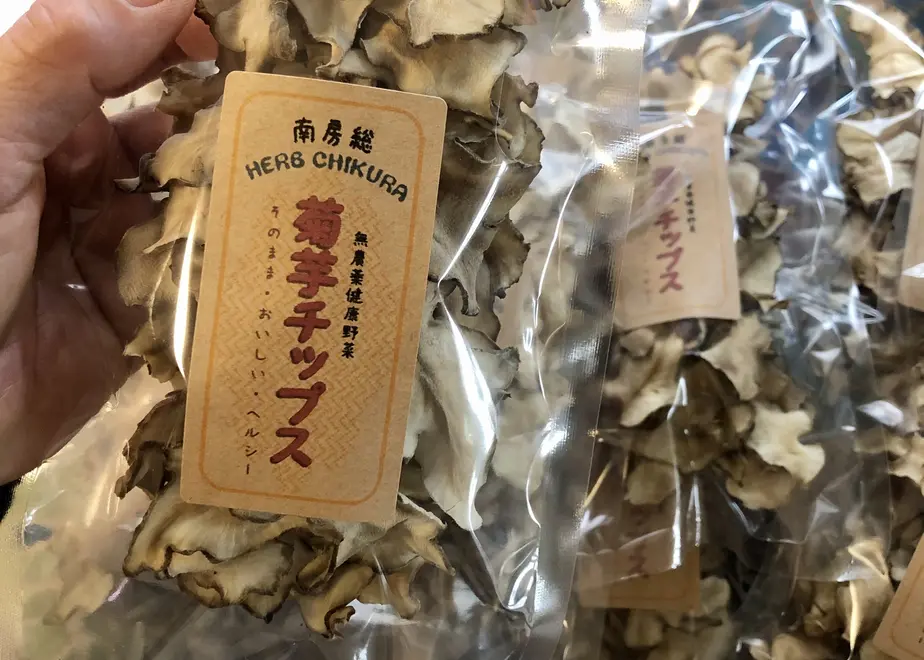 南房総
HERB CHIKURA
無農薬健康野菜
菊芋チップス
そのまま・おいしい・ヘルシー
チップス